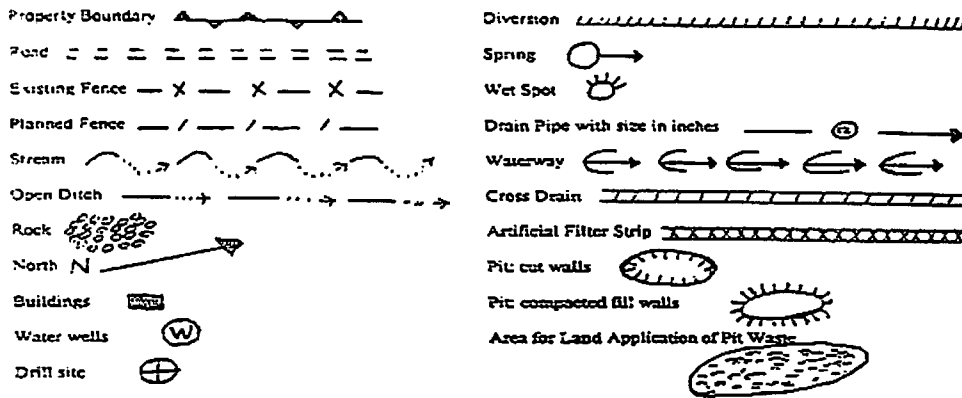 Property Boundary
Road
Existing Fence
Planned Fence
Stream
Open Ditch
Rock
North N
Buildings
Water wells W
Drill site
Diversion
Spring
Wet Spot
Drain Pipe with size in inches 12
Waterway
Cross Drain
Artificial Filter Strip
Pit: cut walls
Pit: compacted fill walls
Area for Land Application of Pit Waste